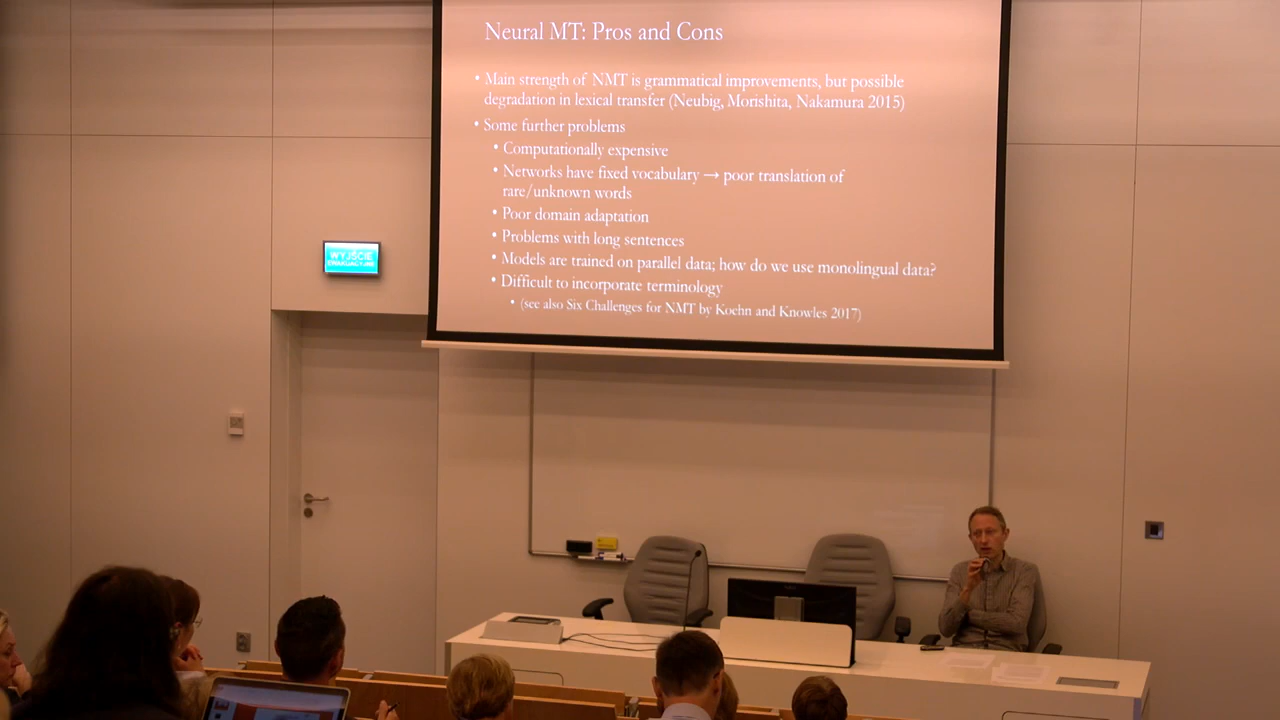 Neural MT: Pros and Cons
• Main strength of NMT is grammatical improvements, but possible
degradation in lexical transfer (Neubig, Morishita, Nakamura 2015)
• Some further problems
• Computationally expensive
• Networks have fixed vocabulary → poor translation of
rare/unknown words
• Poor domain adaptation
• Problems with long sentences
• Models are trained on parallel data; how do we use monolingual data?
• Difficult to incorporate terminology
• (see also Six Challenges for NMT by Koehn and Knowles 2017)
WYJŚCIE